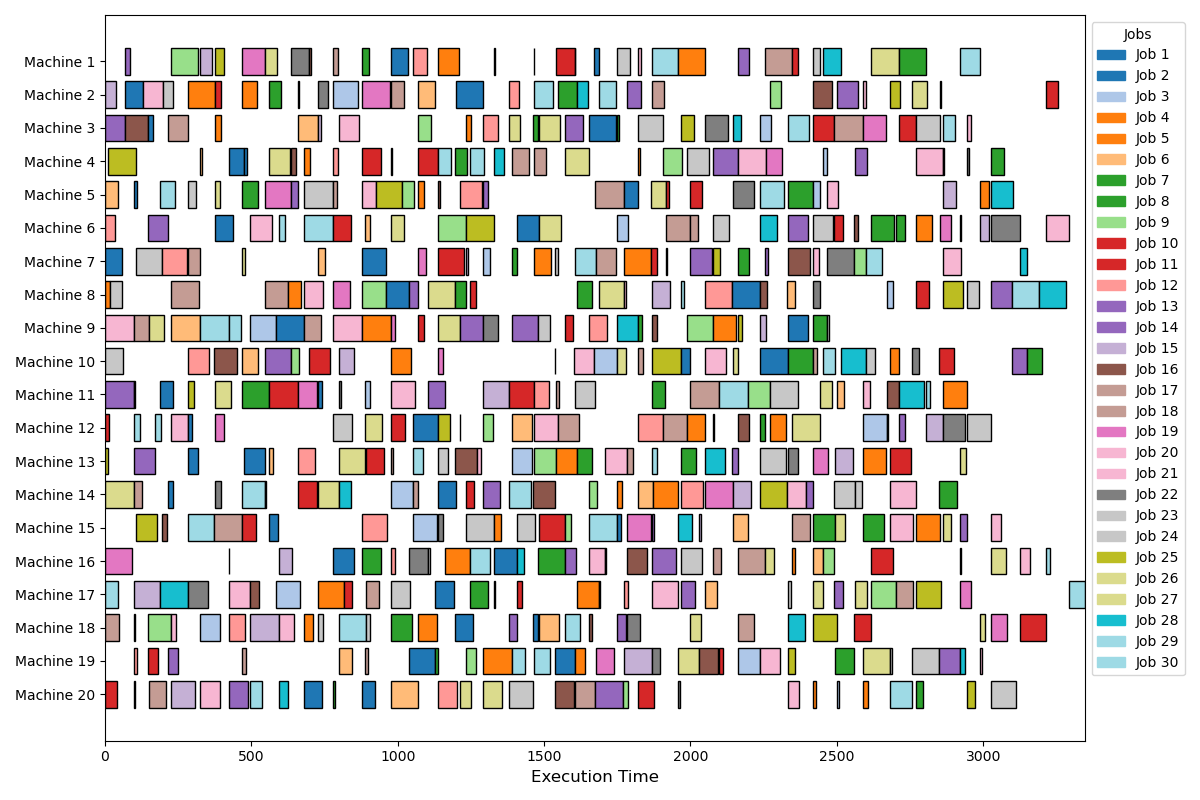 Jobs
Machine 1
Machine 2
Machine 3
Machine 4
Machine 5
Machine 6
Machine 7
Machine 8
Machine 9
Machine 10
Machine 11
Machine 12
Machine 13
Machine 14
Machine 15
Machine 16
Machine 17
Machine 18
Machine 19
Machine 20
Job 1
Job 2
Job 3
Job 4
Job 5
Job 6
Job 7
Job 8
Job 9
Job 10
Job 11
Job 12
Job 13
Job 14
Job 15
Job 16
Job 17
Job 18
Job 19
Job 20
Job 21
Job 22
Job 23
Job 24
Job 25
Job 26
Job 27
Job 28
Job 29
Job 30
0 500 1000 1500 2000 2500 3000
Execution Time